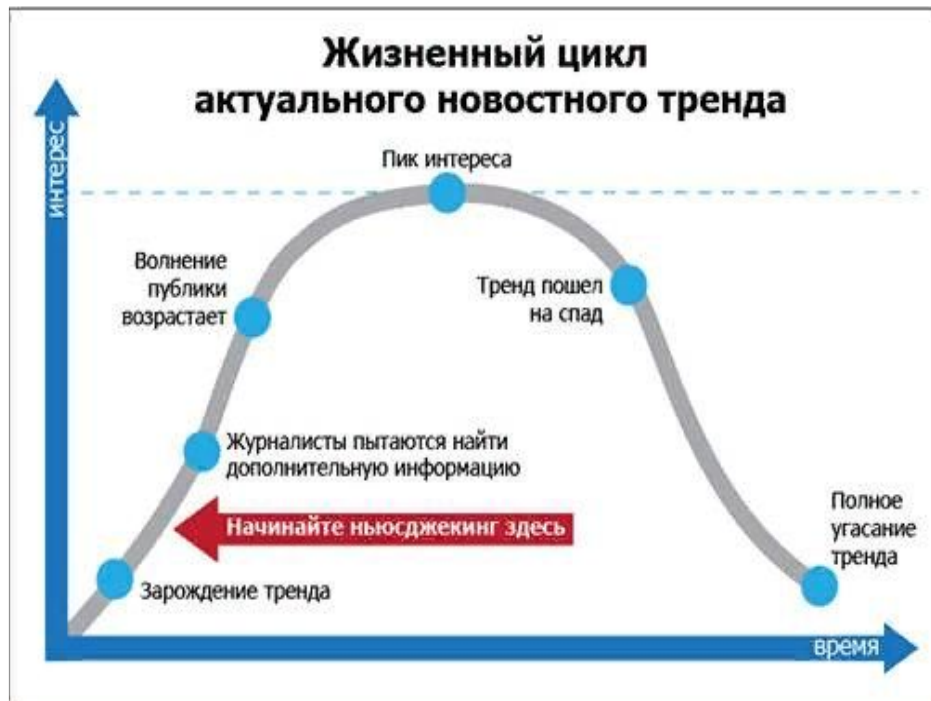 Жизненный цикл
актуального новостного тренда
интерес
Пик интереса
Волнение
публики
возрастает
Тренд пошел
на спад
Журналисты пытаются найти
дополнительную информацию
Начинайте ньюсджекинг здесь
Полное
угасание
тренда
Зарождение тренда
время